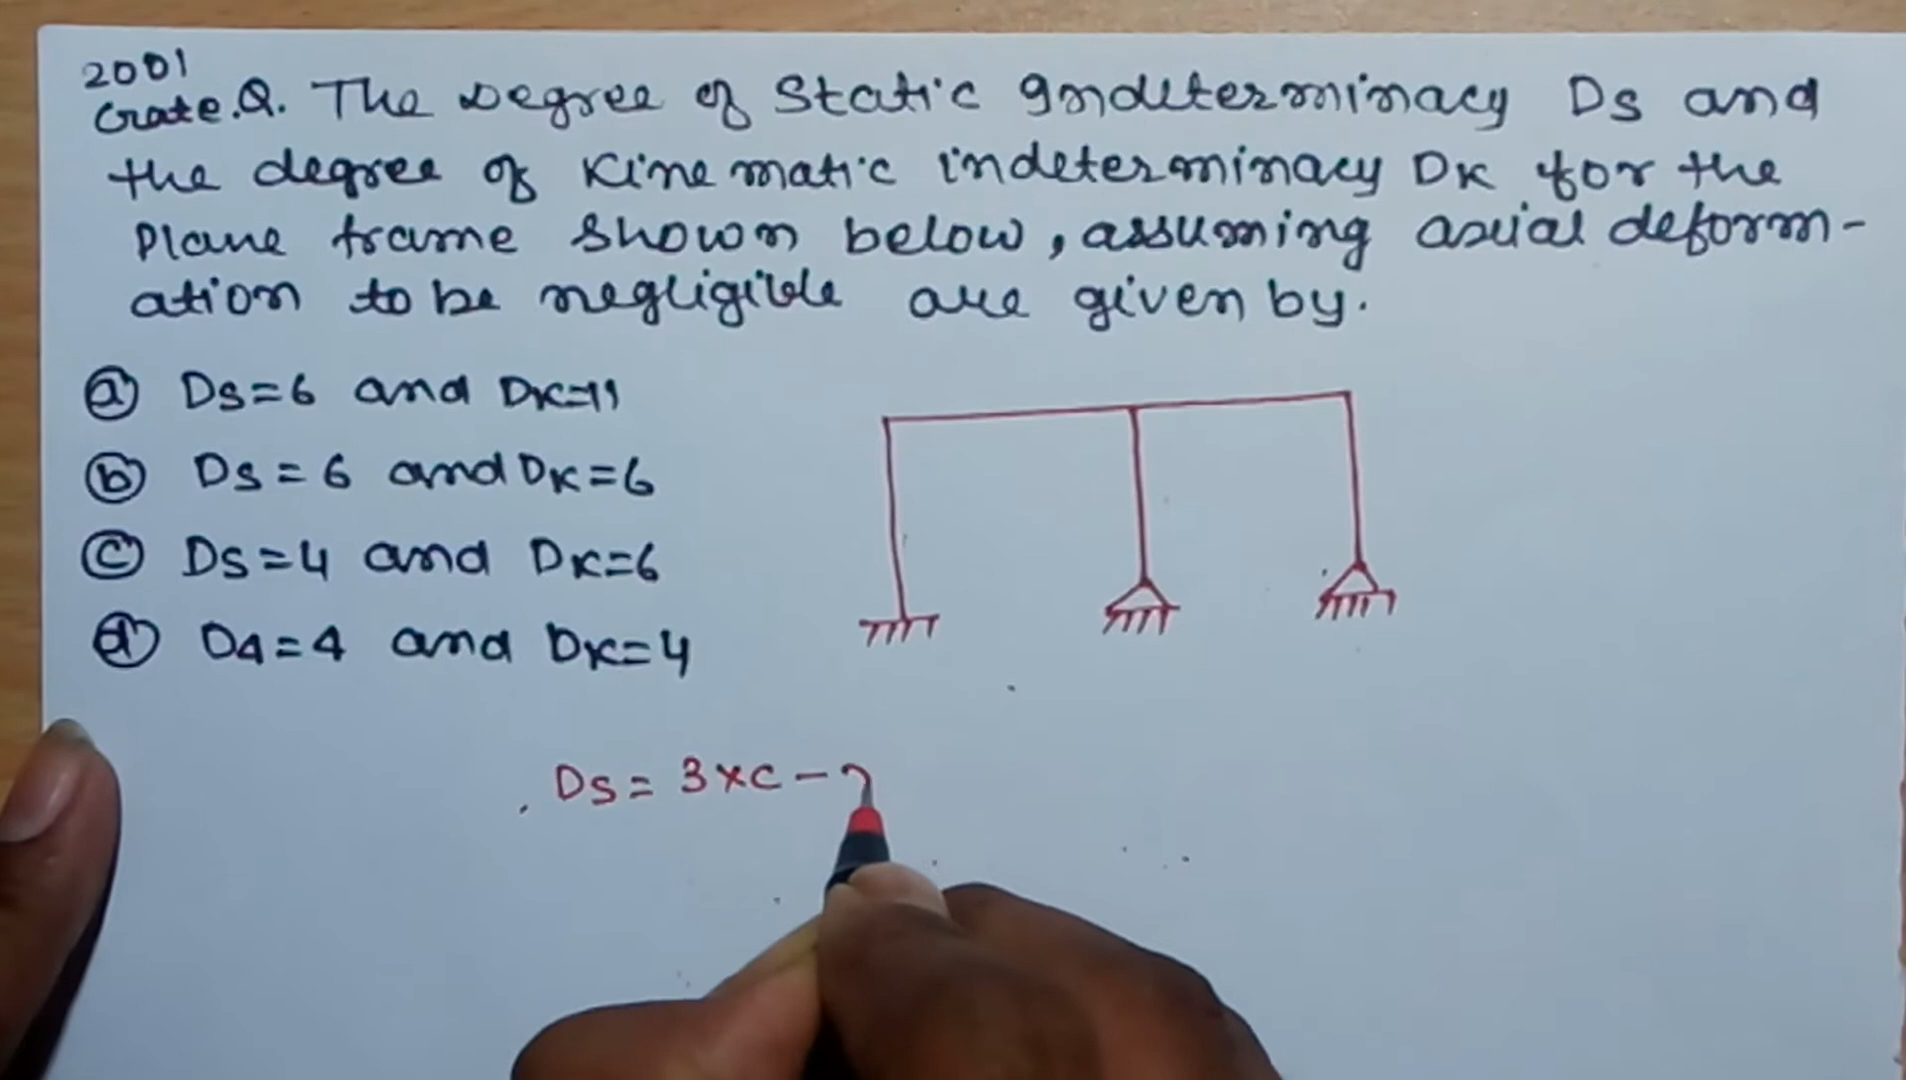 2001
Gate.Q. The Degree of Static Indeterminacy Ds and
the degree of Kinematic indeterminacy DK for the
Plane frame shown below, assuming axial deform-
ation to be negligible are given by.
(a) Ds=6 and DK=11
(b) Ds=6 and DK=6
(c) Ds=4 and DK=6
(d) D4=4 and DK=4
Ds= 3×C-